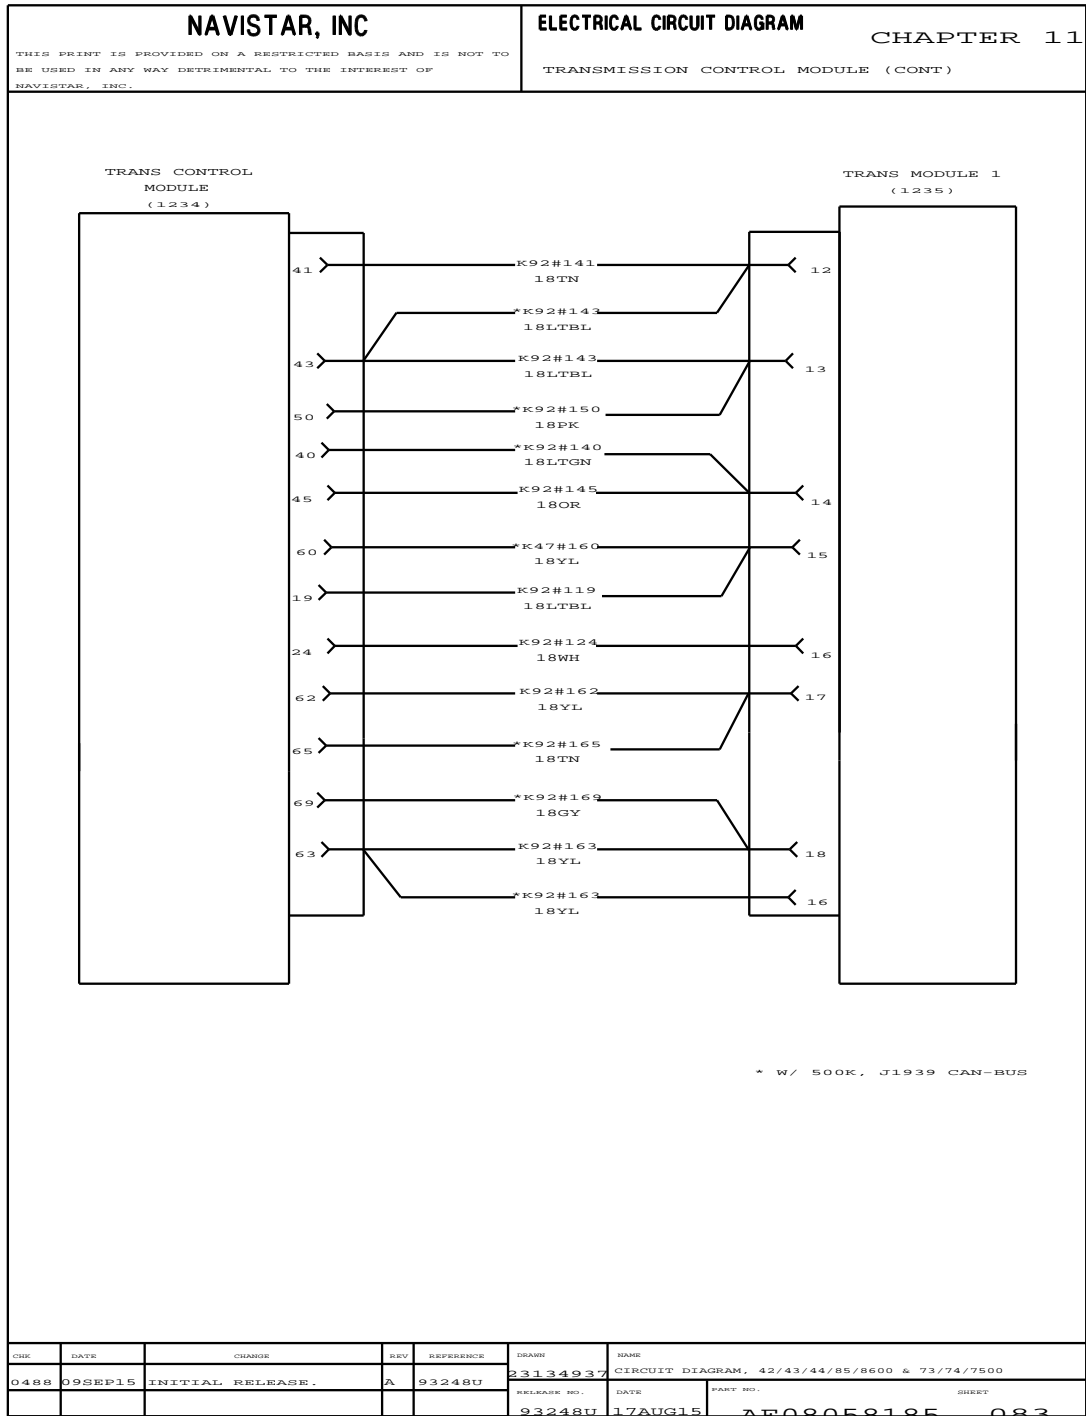 NAVISTAR, INC
THIS PRINT IS PROVIDED ON A RESTRICTED BASIS AND IS NOT TO
BE USED IN ANY WAY DETRIMENTAL TO THE INTEREST OF
NAVISTAR, INC.
ELECTRICAL CIRCUIT DIAGRAM
CHAPTER 11
TRANSMISSION CONTROL MODULE (CONT)
TRANS CONTROL
MODULE
(1234)
TRANS MODULE 1
(1235)
41 K92#141 12
18TN
*K92#143
18LTBL
43 K92#143 13
18LTBL
50 *K92#150
18PK
40 *K92#140
18LTGN
45 K92#145 14
18OR
60 *K47#160 15
18YL
19 K92#119
18LTBL
24 K92#124 16
18WH
62 K92#162 17
18YL
65 *K92#165
18TN
69 *K92#169
18GY
63 K92#163 18
18YL
*K92#163 16
18YL
* W/ 500K, J1939 CAN-BUS
CHK DATE CHANGE REV REFERENCE
0488 09SEP15 INITIAL RELEASE. A 93248U
DRAWN
23134937
NAME
CIRCUIT DIAGRAM, 42/43/44/85/8600 & 73/74/7500
RELEASE NO. DATE PART NO. SHEET
93248U 17AUG15 AE08058185 083